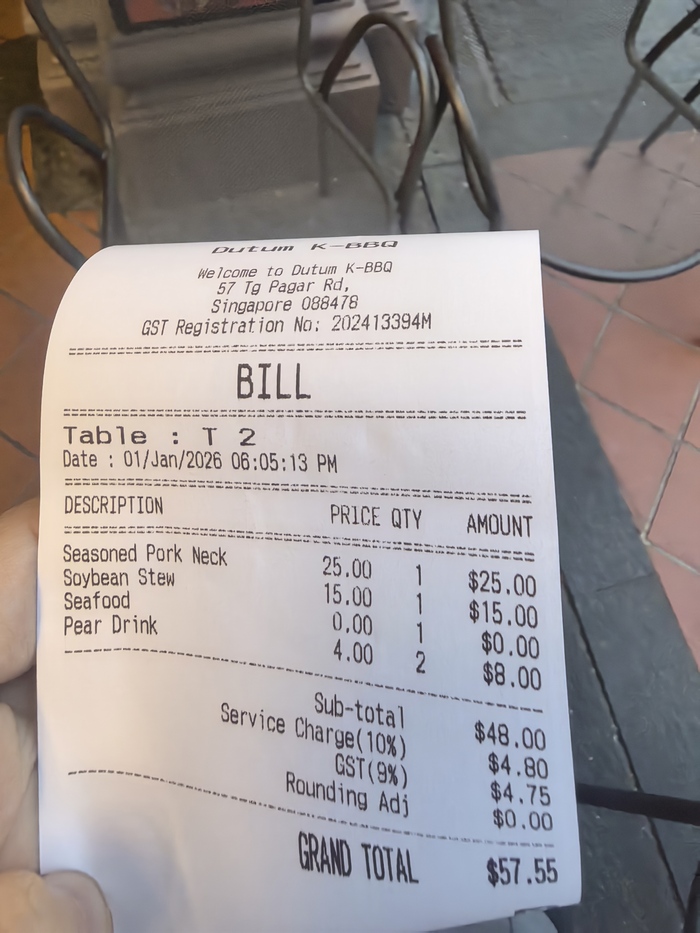 Dutum K-BBQ
Welcome to Dutum K-BBQ
57 Tg Pagar Rd,
Singapore 088478
GST Registration No: 202413394M
BILL
Table : T 2
Date : 01/Jan/2026 06:05:13 PM
DESCRIPTION PRICE QTY AMOUNT
Seasoned Pork Neck 25.00 1 $25.00
Soybean Stew 15.00 1 $15.00
Seafood 0.00 1 $0.00
Pear Drink 4.00 2 $8.00
Sub-total $48.00
Service Charge(10%) $4.80
GST(9%) $4.75
Rounding Adj $0.00
GRAND TOTAL $57.55